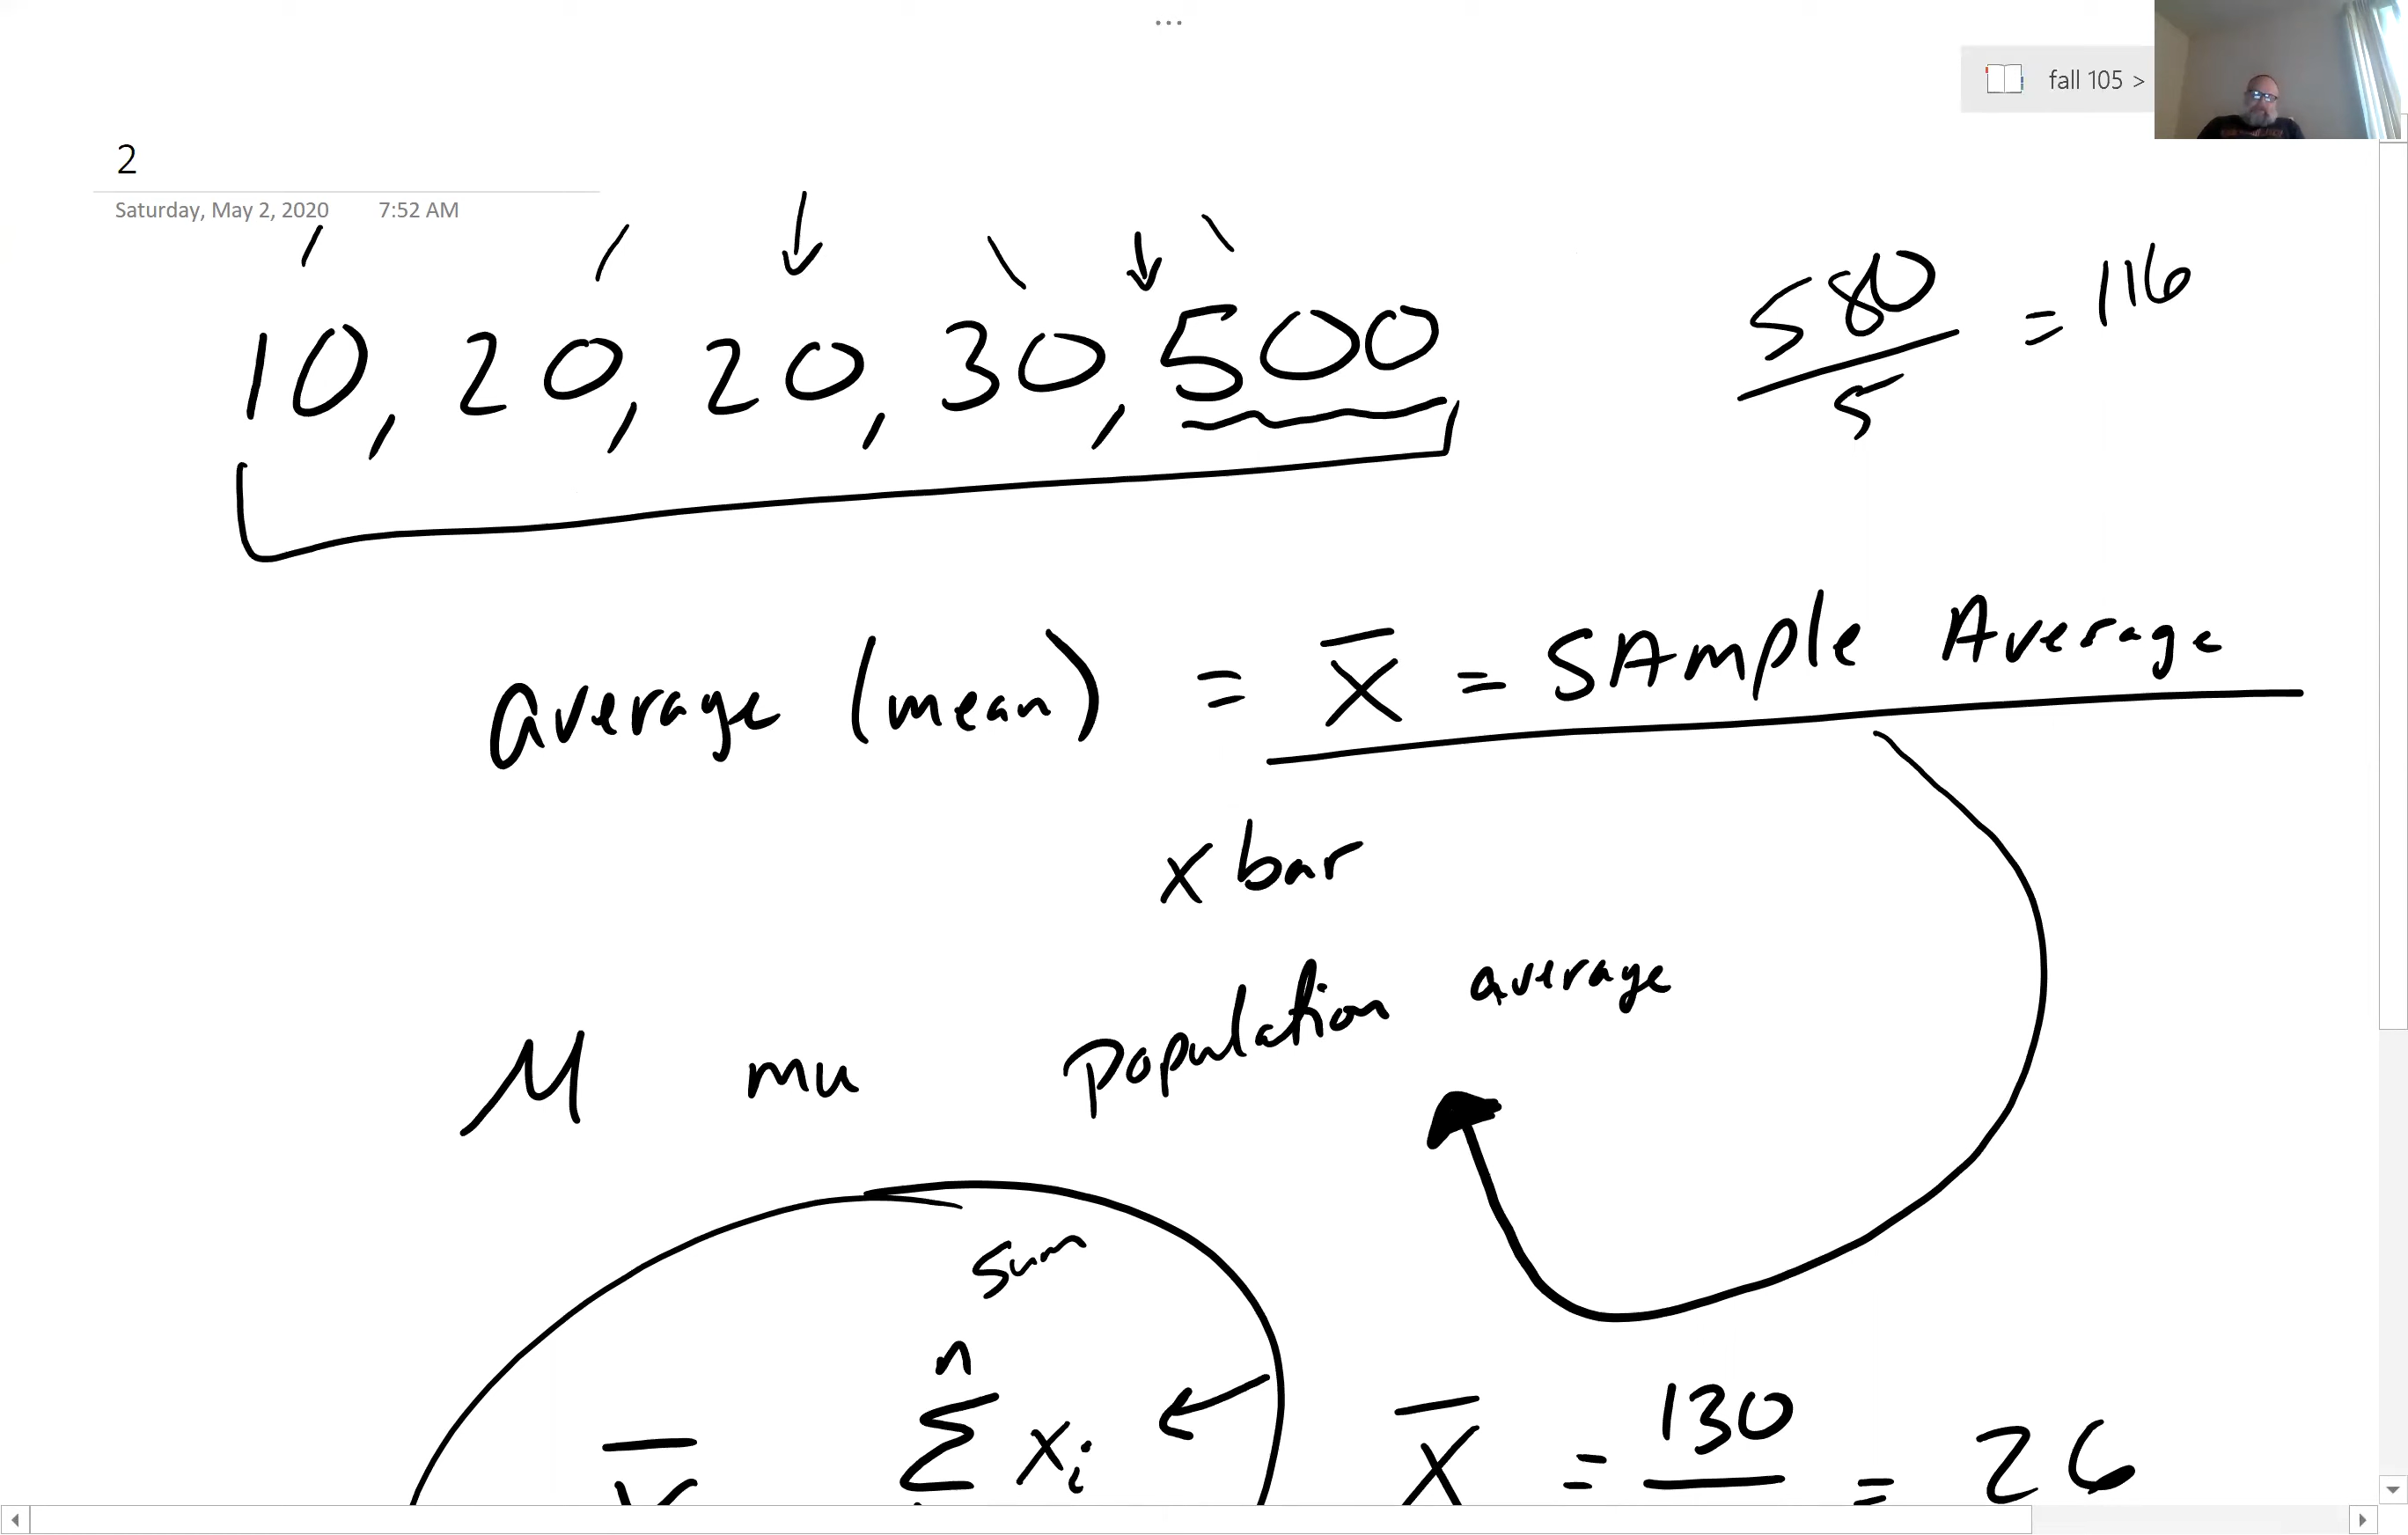 fall 105 >
2
Saturday, May 2, 2020 7:52 AM
10, 20, 20, 30, 500
580
5
= 116
average (mean) = x̄ = SAmple Average
x bar
μ mu population average
sum
n
∑ xᵢ
x̄ = 130 = 26